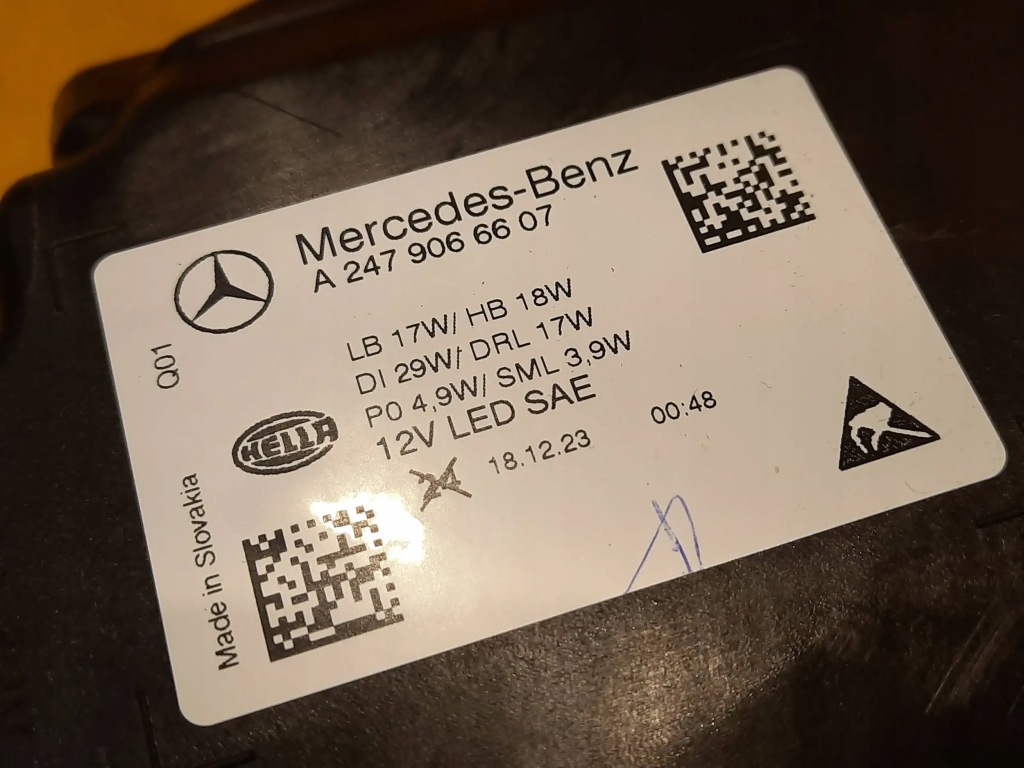 Mercedes-Benz
A 247 906 66 07
LB 17W/ HB 18W
DI 29W/ DRL 17W
PO 4,9W/ SML 3,9W
12V LED SAE
18.12.23 00:48
Q01
HELLA
Made in Slovakia